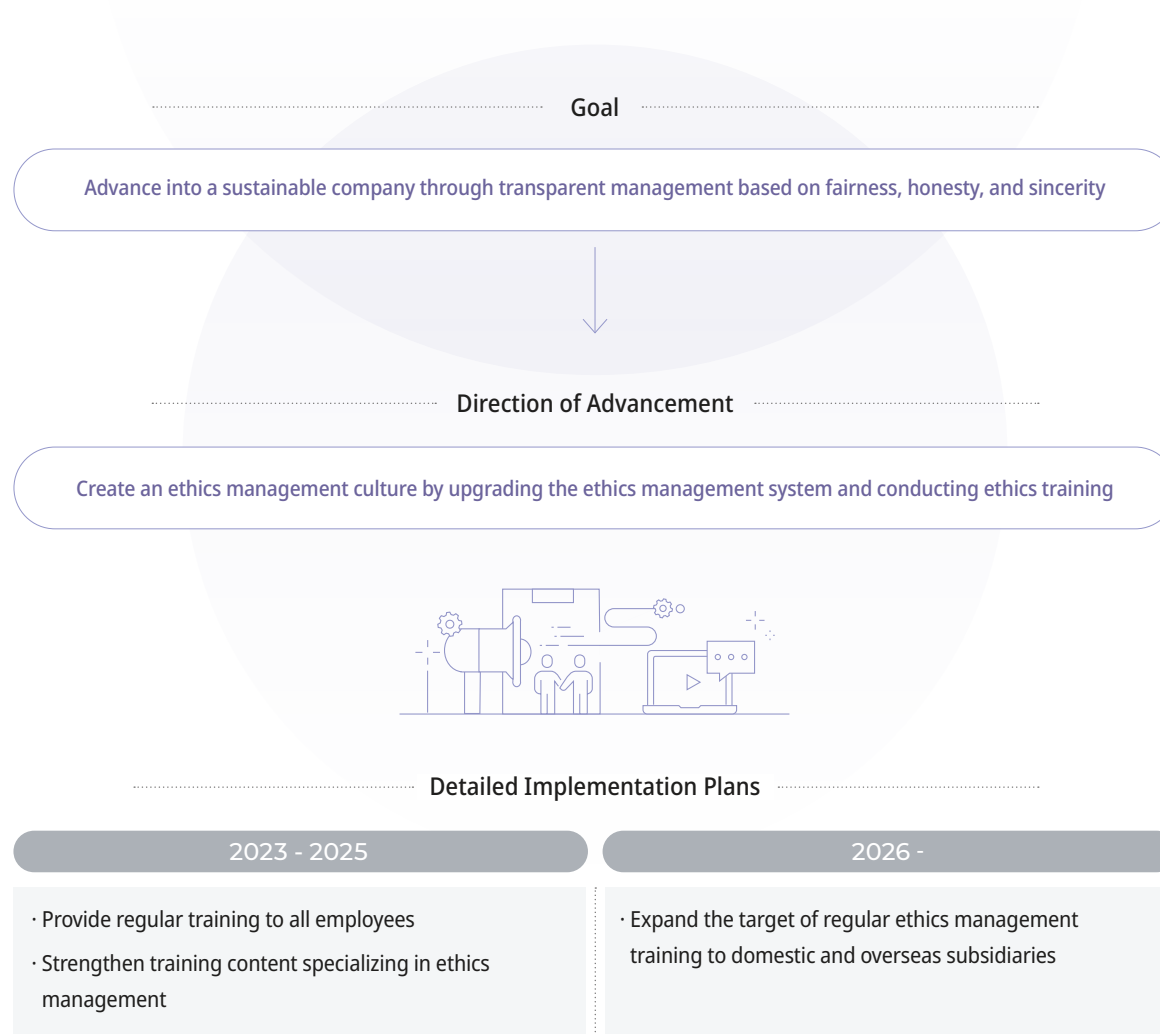 Goal
Advance into a sustainable company through transparent management based on fairness, honesty, and sincerity
Direction of Advancement
Create an ethics management culture by upgrading the ethics management system and conducting ethics training
Detailed Implementation Plans
2023 - 2025
· Provide regular training to all employees
· Strengthen training content specializing in ethics
management
2026 -
· Expand the target of regular ethics management
training to domestic and overseas subsidiaries